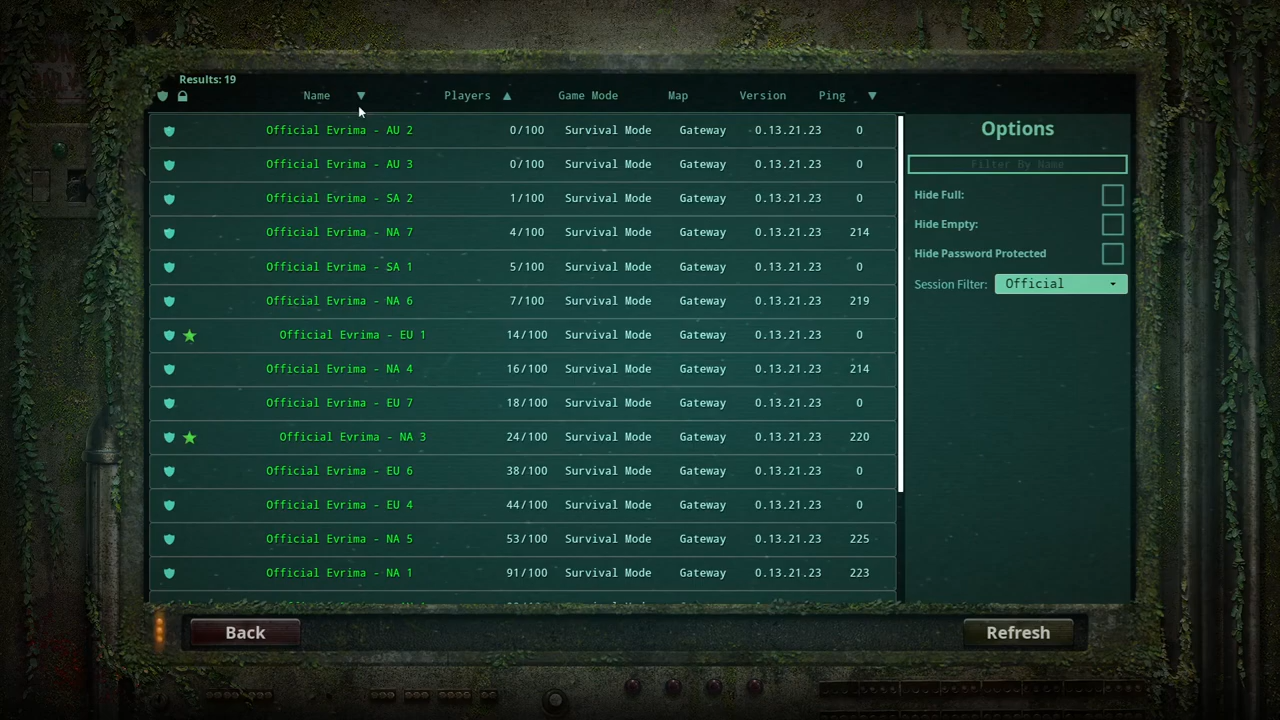 Results: 19
Name ▼ Players ▲ Game Mode Map Version Ping ▼
Official Evrima - AU 2 0/100 Survival Mode Gateway 0.13.21.23 0
Official Evrima - AU 3 0/100 Survival Mode Gateway 0.13.21.23 0
Official Evrima - SA 2 1/100 Survival Mode Gateway 0.13.21.23 0
Official Evrima - NA 7 4/100 Survival Mode Gateway 0.13.21.23 214
Official Evrima - SA 1 5/100 Survival Mode Gateway 0.13.21.23 0
Official Evrima - NA 6 7/100 Survival Mode Gateway 0.13.21.23 219
Official Evrima - EU 1 14/100 Survival Mode Gateway 0.13.21.23 0
Official Evrima - NA 4 16/100 Survival Mode Gateway 0.13.21.23 214
Official Evrima - EU 7 18/100 Survival Mode Gateway 0.13.21.23 0
Official Evrima - NA 3 24/100 Survival Mode Gateway 0.13.21.23 220
Official Evrima - EU 6 38/100 Survival Mode Gateway 0.13.21.23 0
Official Evrima - EU 4 44/100 Survival Mode Gateway 0.13.21.23 0
Official Evrima - NA 5 53/100 Survival Mode Gateway 0.13.21.23 225
Official Evrima - NA 1 91/100 Survival Mode Gateway 0.13.21.23 223
Options
Filter By Name
Hide Full:
Hide Empty:
Hide Password Protected
Session Filter: Official
Back
Refresh